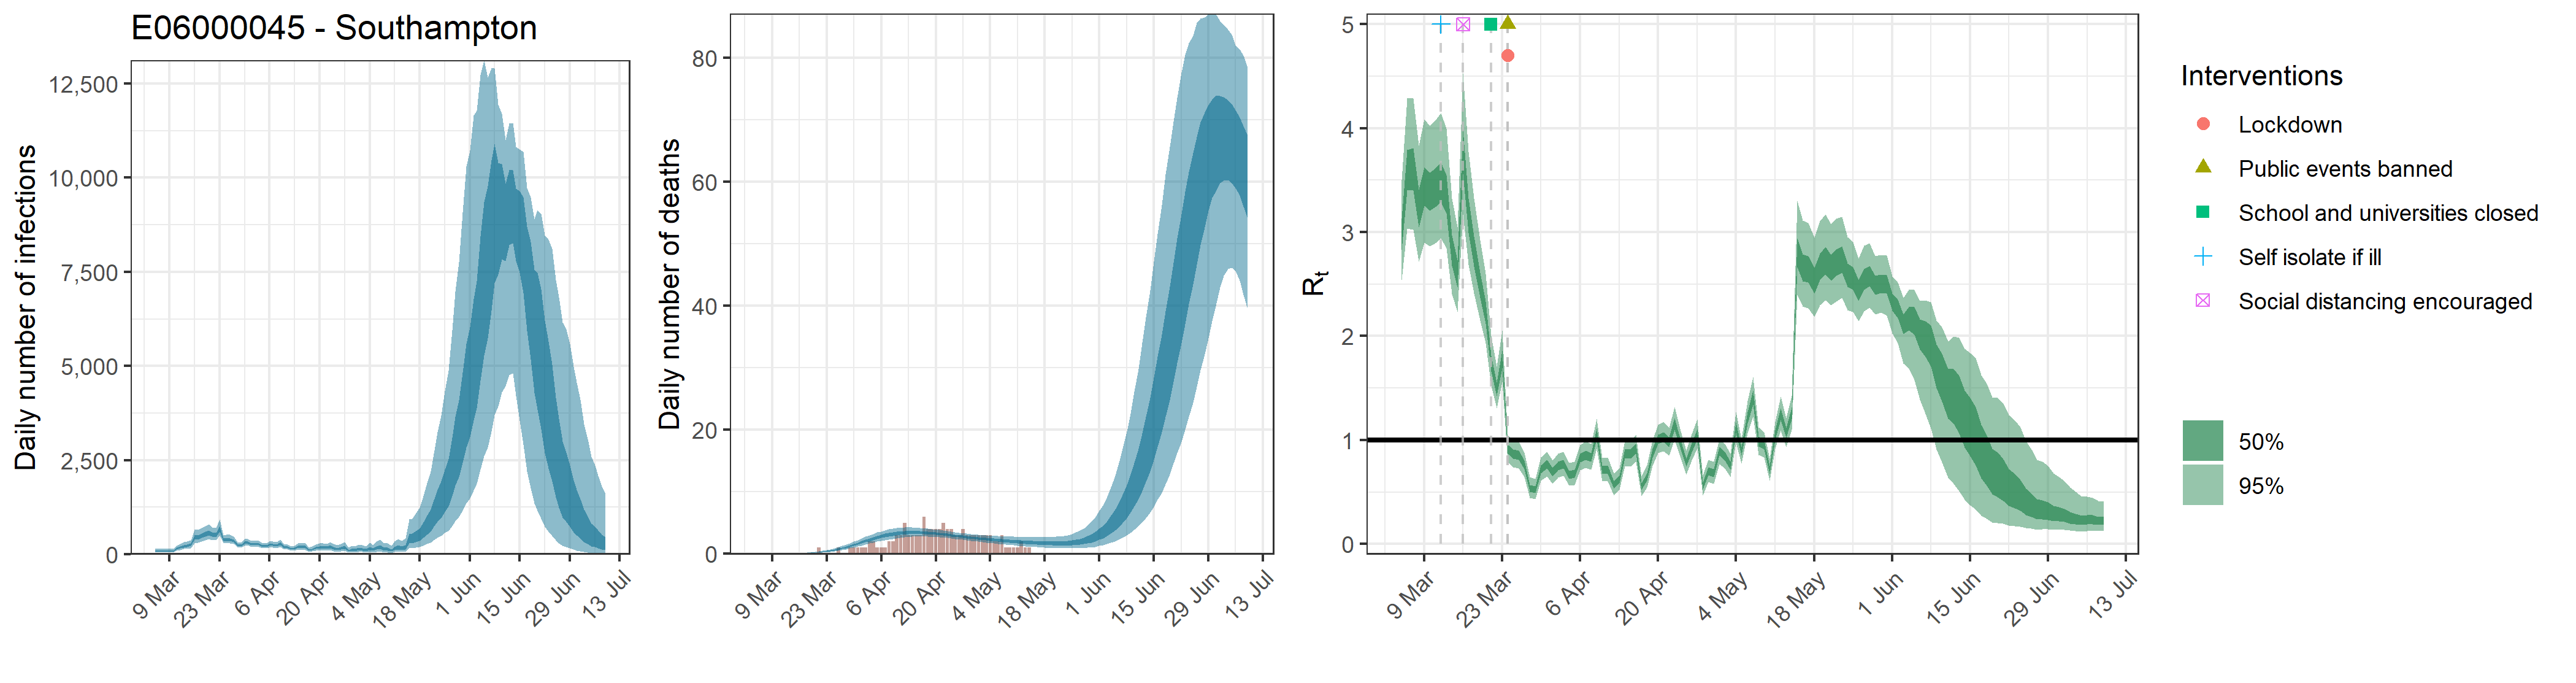 E06000045 - Southampton
Daily number of infections
12,500
10,000
7,500
5,000
2,500
0
9 Mar
23 Mar
6 Apr
20 Apr
4 May
18 May
1 Jun
15 Jun
29 Jun
13 Jul
Daily number of deaths
80
60
40
20
0
9 Mar
23 Mar
6 Apr
20 Apr
4 May
18 May
1 Jun
15 Jun
29 Jun
13 Jul
Rt
5
4
3
2
1
0
9 Mar
23 Mar
6 Apr
20 Apr
4 May
18 May
1 Jun
15 Jun
29 Jun
13 Jul
Interventions
Lockdown
Public events banned
School and universities closed
Self isolate if ill
Social distancing encouraged
50%
95%